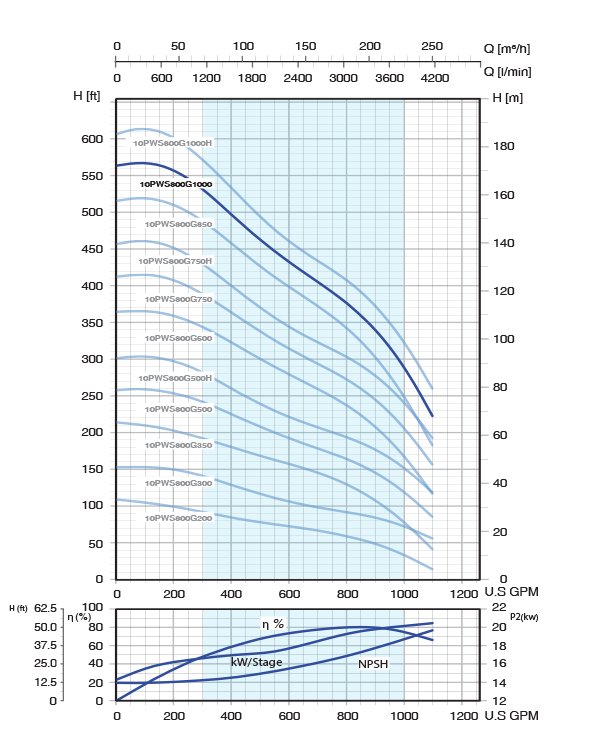 0 50 100 150 200 250 Q [m³/h]
0 600 1200 1800 2400 3000 3600 4200 Q [l/min]
H [ft] H [m]
600 180
10PWS800G1000H
550 160
10PWS800G1000
500
10PWS800G850
450 140
10PWS800G750H
400 120
10PWS800G750
350 100
10PWS800G600
300
10PWS800G500H
250 80
10PWS800G500
200 60
10PWS800G350
150 40
10PWS800G300
100 20
10PWS800G200
50
0 0
0 200 400 600 800 1000 1200 U.S GPM
H (ft) 62.5 η (%) 100 22 P2(kw)
50.0 80 η % 20
37.5 60 18
25.0 40 kW/Stage NPSH 16
12.5 20 14
0 0 12
0 200 400 600 800 1000 1200 U.S GPM